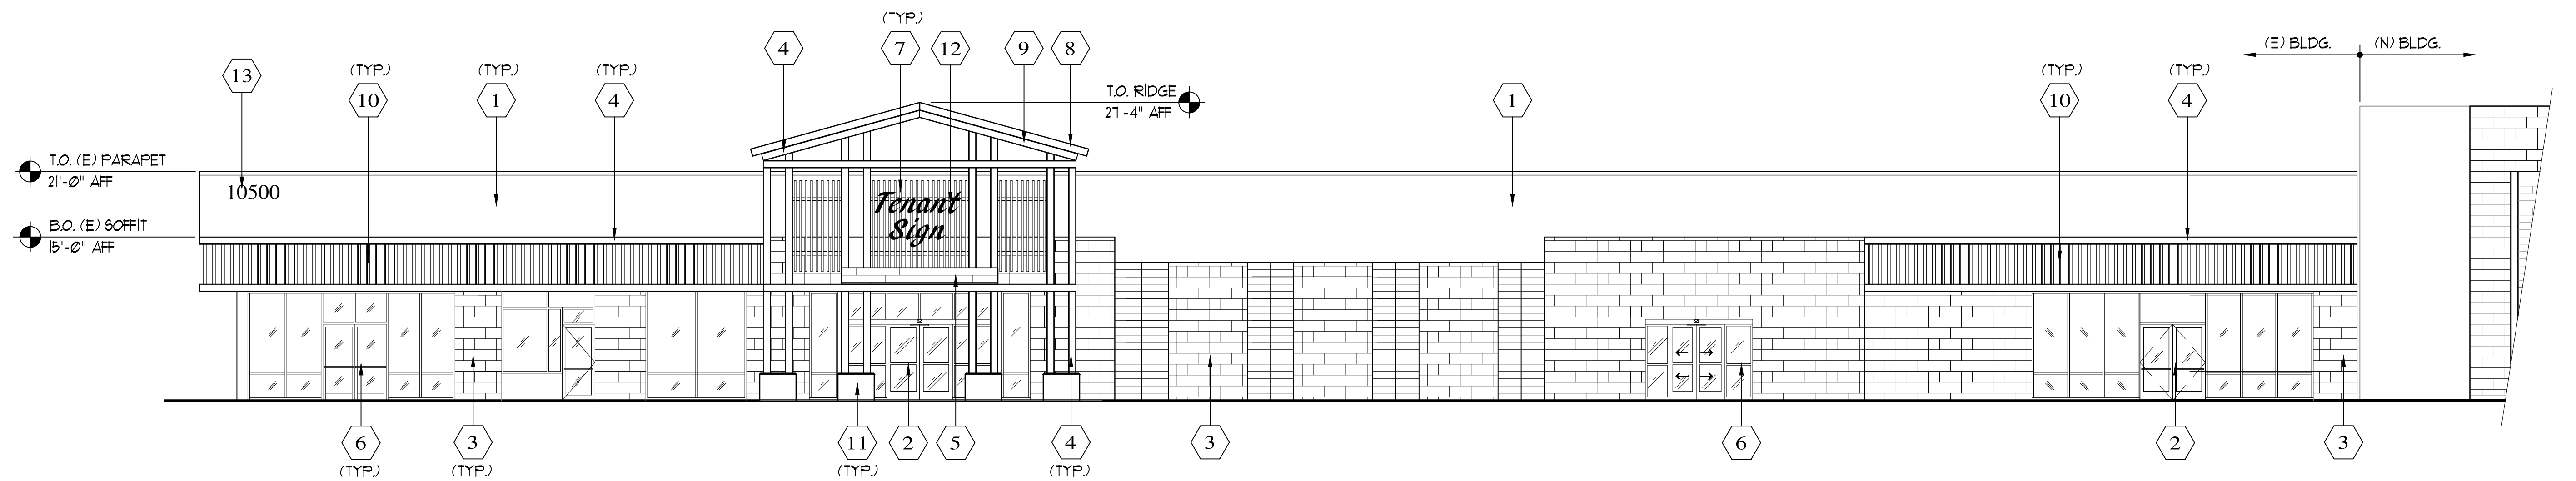 (TYP.)
4
7
12
9
8
(E) BLDG.
(N) BLDG.
13
(TYP.)
10
(TYP.)
1
(TYP.)
4
T.O. RIDGE
27'-4" AFF
1
(TYP.)
10
(TYP.)
4
T.O. (E) PARAPET
21'-0" AFF
10500
Tenant
Sign
B.O. (E) SOFFIT
15'-0" AFF
6
(TYP.)
3
(TYP.)
11
(TYP.)
2
5
4
(TYP.)
3
6
2
3